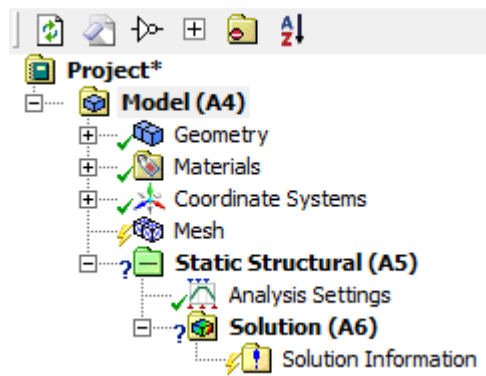 Project*
Model (A4)
Geometry
Materials
Coordinate Systems
Mesh
Static Structural (A5)
Analysis Settings
Solution (A6)
Solution Information